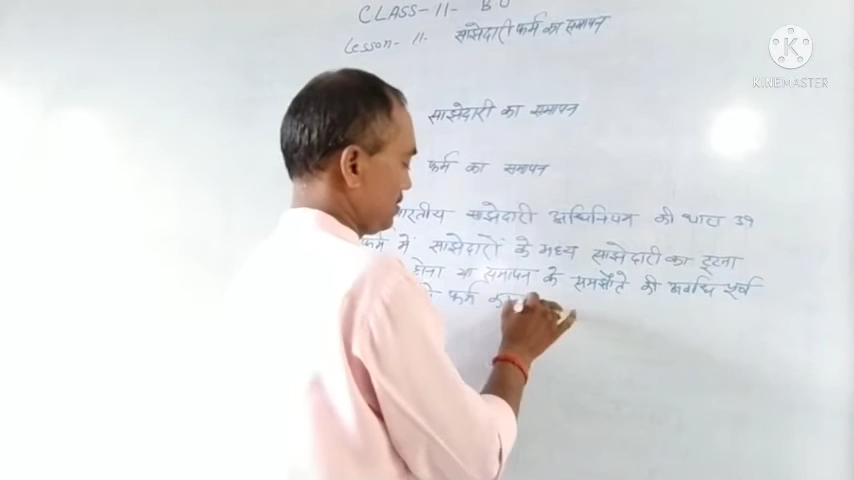 CLASS-11- B
Lesson-11. साझेदारी फर्म का समापन
KINEMASTER
साझेदारी का समापन
फर्म का समापन
भारतीय साझेदारी अधिनियम की धारा 39
फर्म में साझेदारों के मध्य साझेदारी का टूटना
होना या समापन के समझौते की अवधि पूर्ण
फर्म